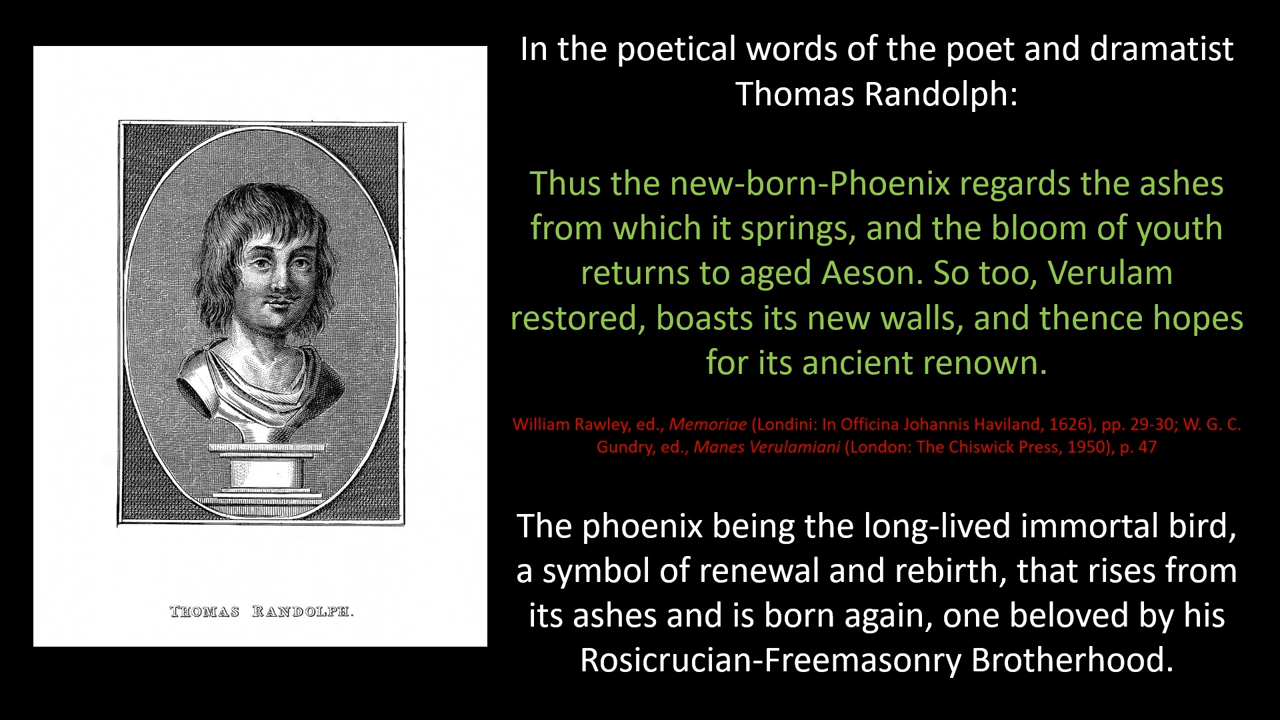 In the poetical words of the poet and dramatist
Thomas Randolph:
Thus the new-born-Phoenix regards the ashes
from which it springs, and the bloom of youth
returns to aged Aeson. So too, Verulam
restored, boasts its new walls, and thence hopes
for its ancient renown.
William Rawley, ed., Memoriae (Londini: In Officina Johannis Haviland, 1626), pp. 29-30; W. G. C.
Gundry, ed., Manes Verulamiani (London: The Chiswick Press, 1950), p. 47
The phoenix being the long-lived immortal bird,
a symbol of renewal and rebirth, that rises from
its ashes and is born again, one beloved by his
Rosicrucian-Freemasonry Brotherhood.
THOMAS RANDOLPH.